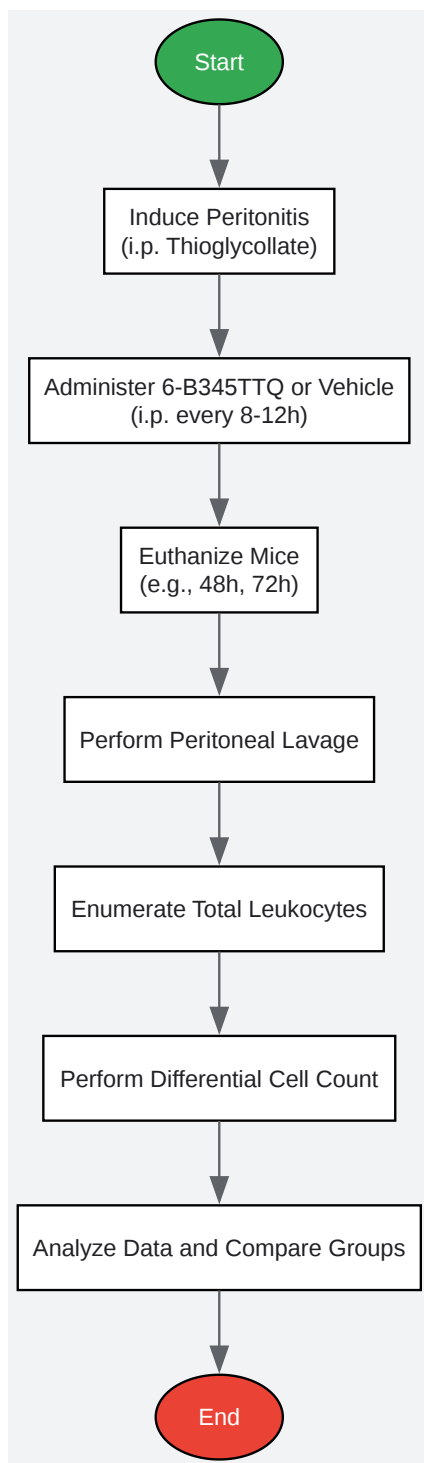 Start
Induce Peritonitis
(i.p. Thioglycollate)
Administer 6-B345TTQ or Vehicle
(i.p. every 8-12h)
Euthanize Mice
(e.g., 48h, 72h)
Perform Peritoneal Lavage
Enumerate Total Leukocytes
Perform Differential Cell Count
Analyze Data and Compare Groups
End